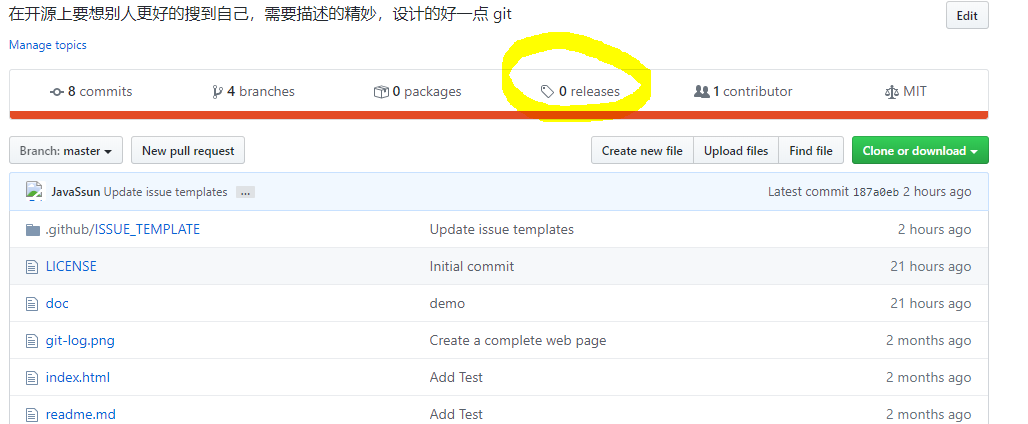 在开源上要想别人更好的搜到自己，需要描述的精妙，设计的好一点 git
Edit
Manage topics
8 commits 4 branches 0 packages 0 releases 1 contributor MIT
Branch: master New pull request Create new file Upload files Find file Clone or download
JavaSsun Update issue templates ... Latest commit 187a0eb 2 hours ago
.github/ISSUE_TEMPLATE Update issue templates 2 hours ago
LICENSE Initial commit 21 hours ago
doc demo 21 hours ago
git-log.png Create a complete web page 2 months ago
index.html Add Test 2 months ago
readme.md Add Test 2 months ago